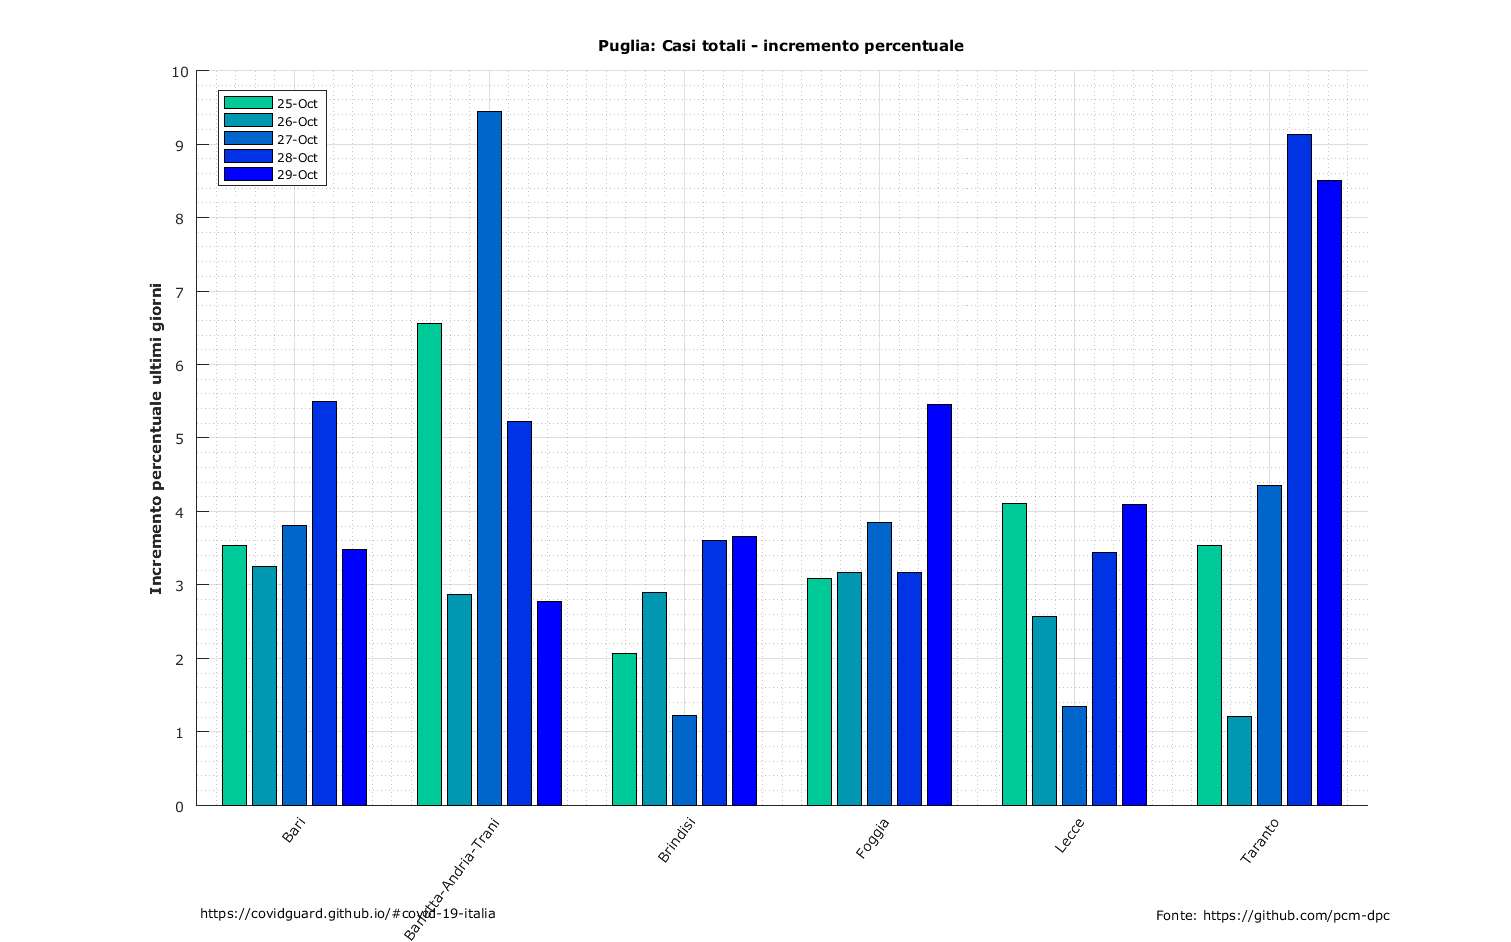 Puglia: Casi totali - incremento percentuale
10
9
8
7
6
5
4
3
2
1
0
Incremento percentuale ultimi giorni
25-Oct
26-Oct
27-Oct
28-Oct
29-Oct
Bari
Barletta-Andria-Trani
Brindisi
Foggia
Lecce
Taranto
https://covidguard.github.io/#covid-19-italia
Fonte: https://github.com/pcm-dpc